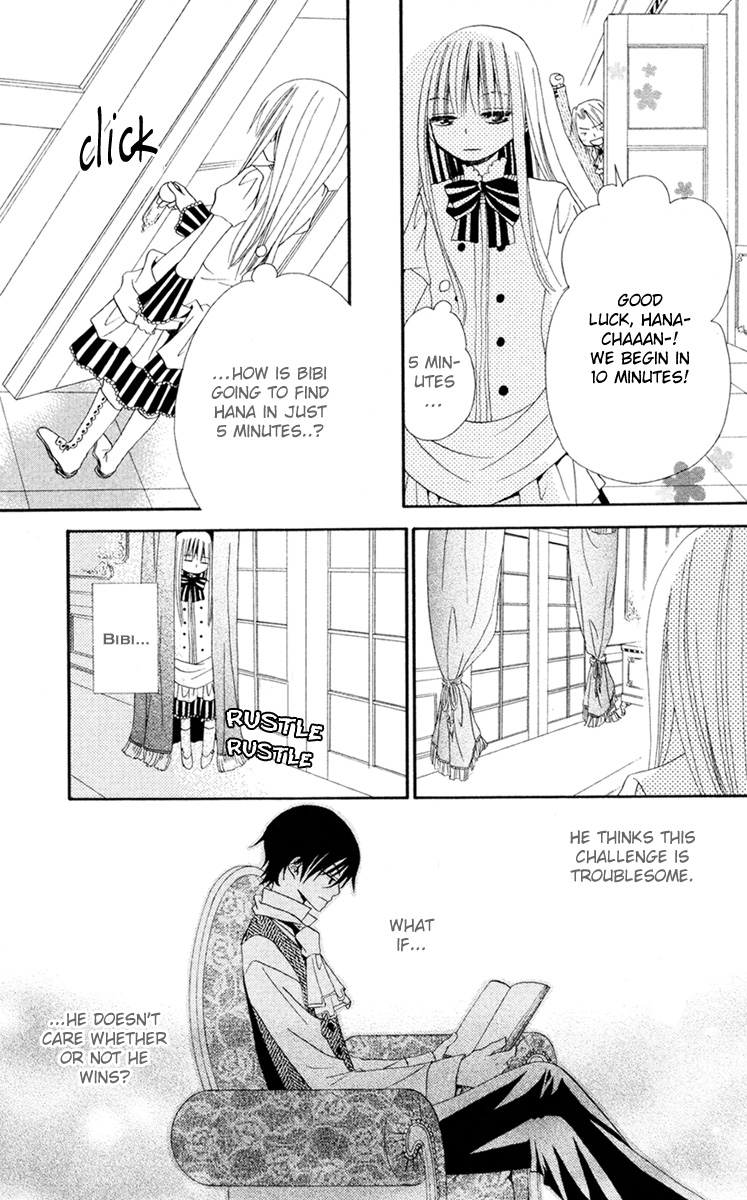 GOOD
LUCK, HANA-
CHAAAN-!
WE BEGIN IN
10 MINUTES!
5 MIN-
UTES
...
click
...HOW IS BIBI
GOING TO FIND
HANA IN JUST
5 MINUTES..?
BIBI...
RUSTLE
RUSTLE
HE THINKS THIS
CHALLENGE IS
TROUBLESOME.
WHAT
IF...
...HE DOESN'T
CARE WHETHER
OR NOT HE
WINS?